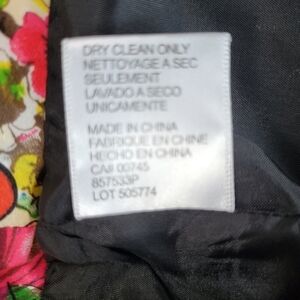 DRY CLEAN ONLY
NETTOYAGE A SEC
SEULEMENT
LAVADO A SECO
UNICAMENTE
MADE IN CHINA
FABRIQUE EN CHINE
HECHO EN CHINA
CA# 00745
857533P
LOT 505774